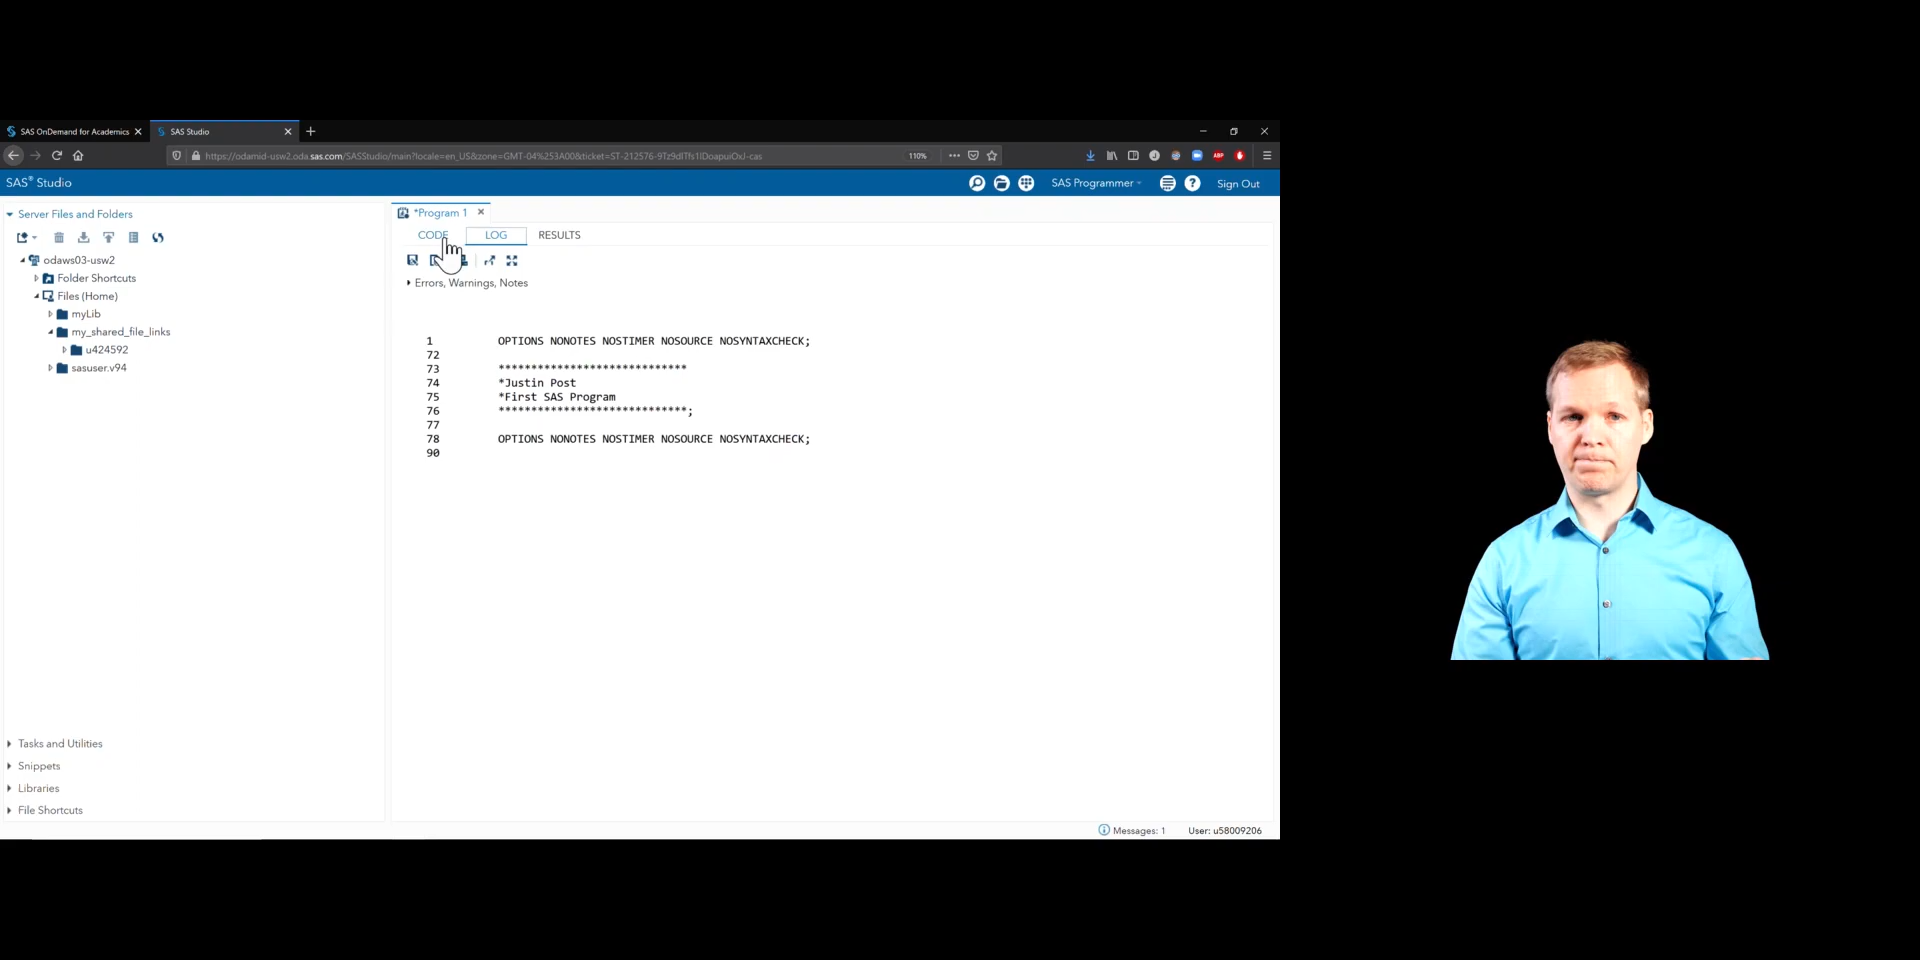 SAS OnDemand for Academics
SAS Studio
110%
SAS® Studio
SAS Programmer
Sign Out
Server Files and Folders
odaws03-usw2
Folder Shortcuts
Files (Home)
myLib
my_shared_file_links
u424592
sasuser.v94
Tasks and Utilities
Snippets
Libraries
File Shortcuts
*Program 1
CODE LOG RESULTS
Errors, Warnings, Notes
1 OPTIONS NONOTES NOSTIMER NOSOURCE NOSYNTAXCHECK;
72
73 *****************************
74 *Justin Post
75 *First SAS Program
76 *****************************;
77
78 OPTIONS NONOTES NOSTIMER NOSOURCE NOSYNTAXCHECK;
90
Messages: 1 User: u58009206